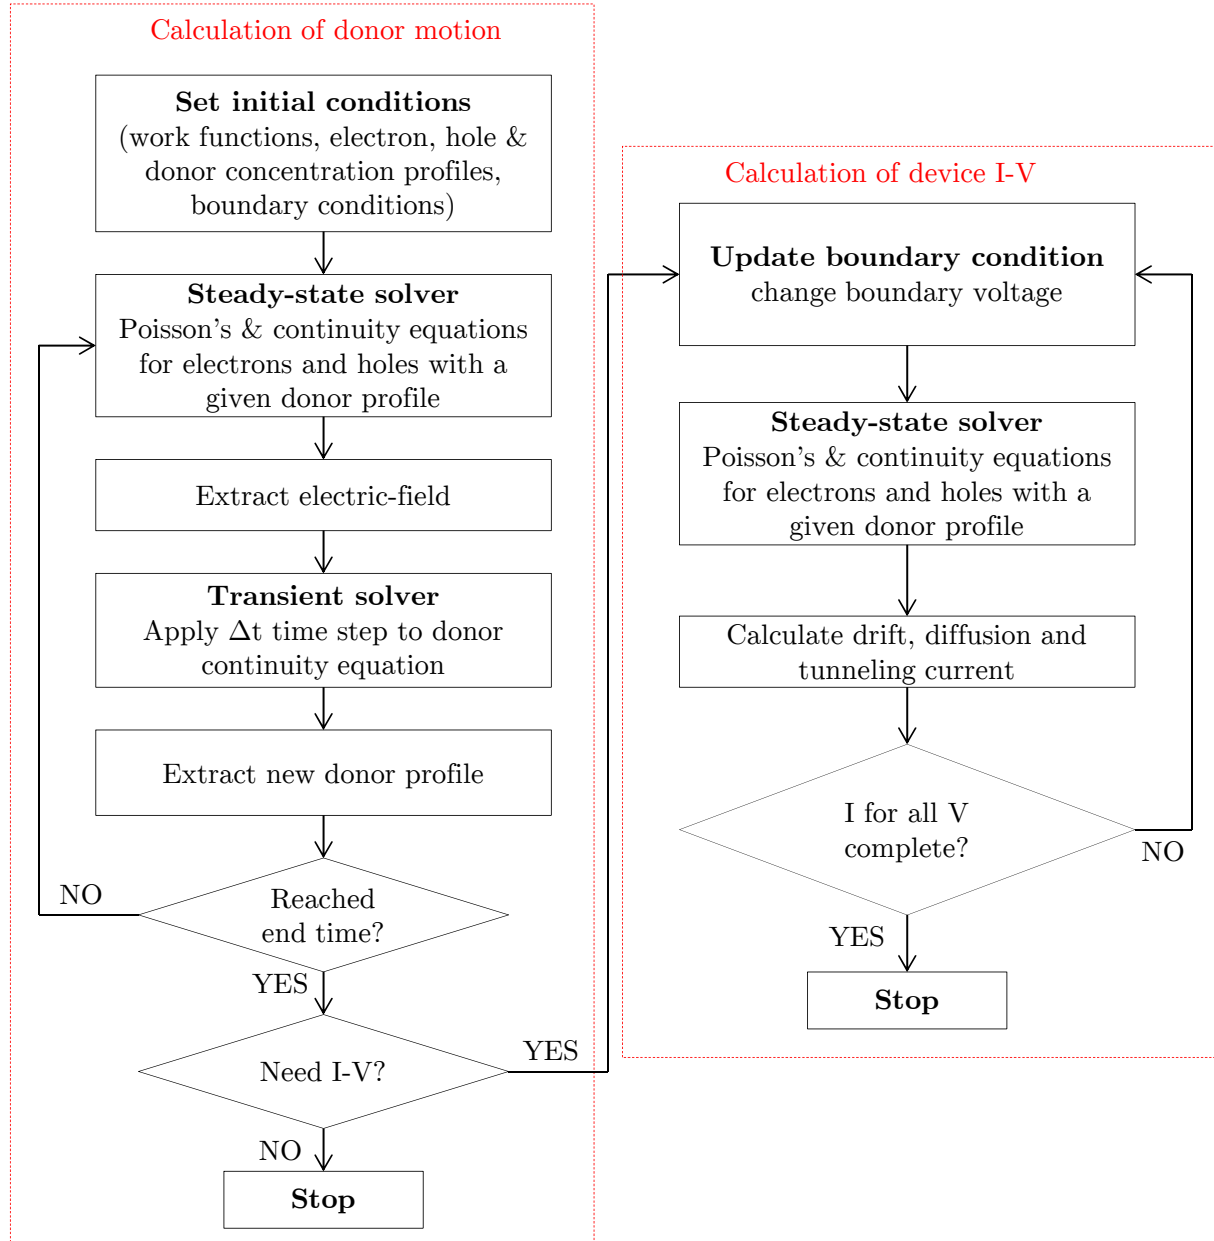 Calculation of donor motion
Set initial conditions
(work functions, electron, hole &
donor concentration profiles,
boundary conditions)
Steady-state solver
Poisson's & continuity equations
for electrons and holes with a
given donor profile
Extract electric-field
Transient solver
Apply Δt time step to donor
continuity equation
Extract new donor profile
Reached
end time?
NO
YES
Need I-V?
YES
NO
Stop
Calculation of device I-V
Update boundary condition
change boundary voltage
Steady-state solver
Poisson's & continuity equations
for electrons and holes with a
given donor profile
Calculate drift, diffusion and
tunneling current
I for all V
complete?
NO
YES
Stop